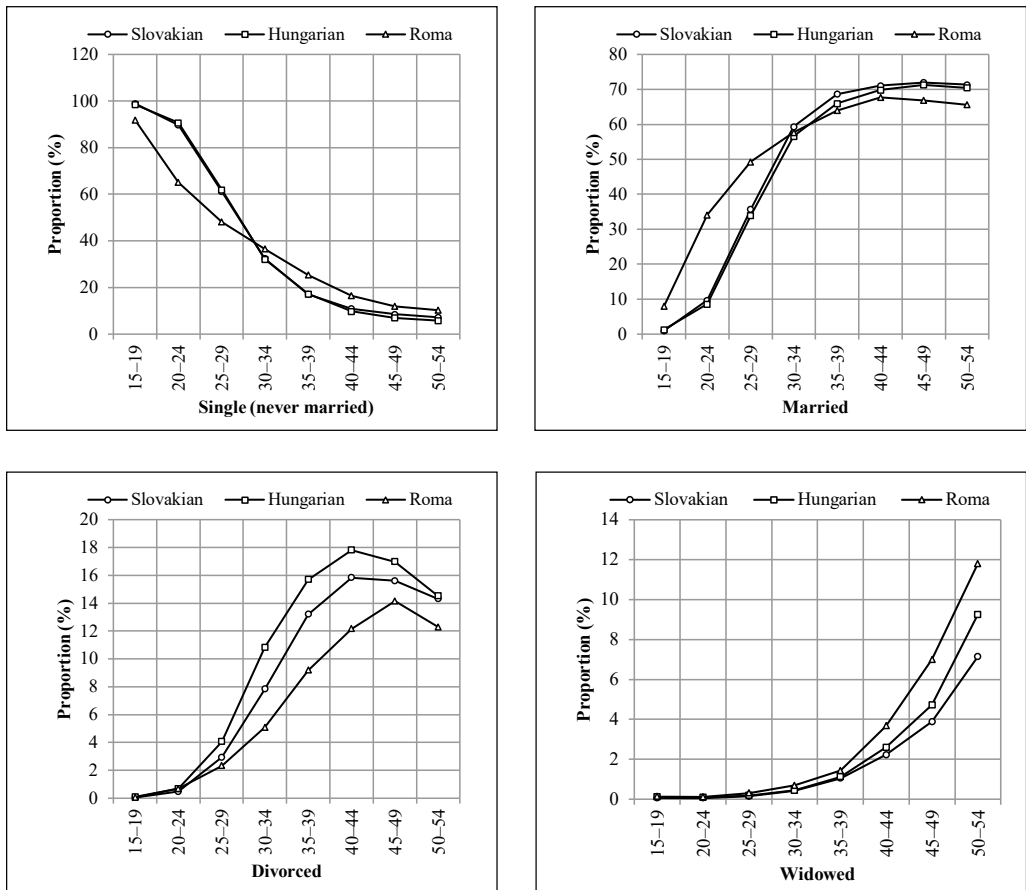 Slovakian Hungarian Roma
Proportion (%)
120
100
80
60
40
20
0
15–19 20–24 25–29 30–34 35–39 40–44 45–49 50–54
Single (never married)
Slovakian Hungarian Roma
Proportion (%)
80
70
60
50
40
30
20
10
0
15–19 20–24 25–29 30–34 35–39 40–44 45–49 50–54
Married
Slovakian Hungarian Roma
Proportion (%)
20
18
16
14
12
10
8
6
4
2
0
15–19 20–24 25–29 30–34 35–39 40–44 45–49 50–54
Divorced
Slovakian Hungarian Roma
Proportion (%)
14
12
10
8
6
4
2
0
15–19 20–24 25–29 30–34 35–39 40–44 45–49 50–54
Widowed